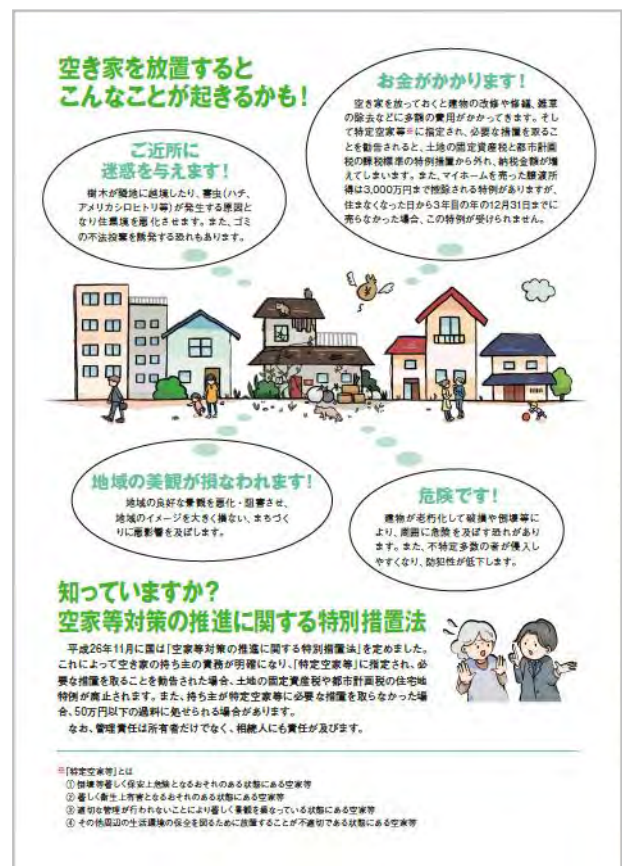 空き家を放置すると
こんなことが起きるかも!
お金がかかります!
空き家を放っておくと建物の改修や修繕、雑草
の除去などに多額の費用がかかってきます。そし
て特定空家等※に指定され、必要な措置を取るこ
とを勧告されると、土地の固定資産税と都市計画
税の課税標準の特例措置から外れ、納税金額が増
えてしまいます。また、マイホームを売った譲渡所
得は3,000万円まで控除される特例がありますが、
住まなくなった日から3年目の年の12月31日までに
売らなかった場合、この特例が受けられません。
ご近所に
迷惑を与えます!
樹木が隣地に越境したり、害虫(ハチ、
アメリカシロヒトリ等)が発生する原因と
なり住環境を悪化させます。また、ゴミ
の不法投棄を誘発する恐れもあります。
地域の美観が損なわれます!
地域の良好な景観を悪化・阻害させ、
地域のイメージを大きく損ない、まちづく
りに悪影響を及ぼします。
危険です!
建物が老朽化して破損や倒壊等に
より、周囲に危険を及ぼす恐れがあり
ます。また、不特定多数の者が侵入し
やすくなり、防犯性が低下します。
知っていますか?
空家等対策の推進に関する特別措置法
平成26年11月に国は「空家等対策の推進に関する特別措置法」を定めました。
これによって空き家の持ち主の責務が明確になり、「特定空家等」に指定され、必
要な措置を取ることを勧告された場合、土地の固定資産税や都市計画税の住宅地
特例が廃止されます。また、持ち主が特定空家等に必要な措置を取らなかった場
合、50万円以下の過料に処せられる場合があります。
なお、管理責任は所有者だけでなく、相続人にも責任が及びます。
※「特定空家等」とは
① 倒壊等著しく保安上危険となるおそれのある状態にある空家等
② 著しく衛生上有害となるおそれのある状態にある空家等
③ 適切な管理が行われないことにより著しく景観を損なっている状態にある空家等
④ その他周辺の生活環境の保全を図るために放置することが不適切である状態にある空家等